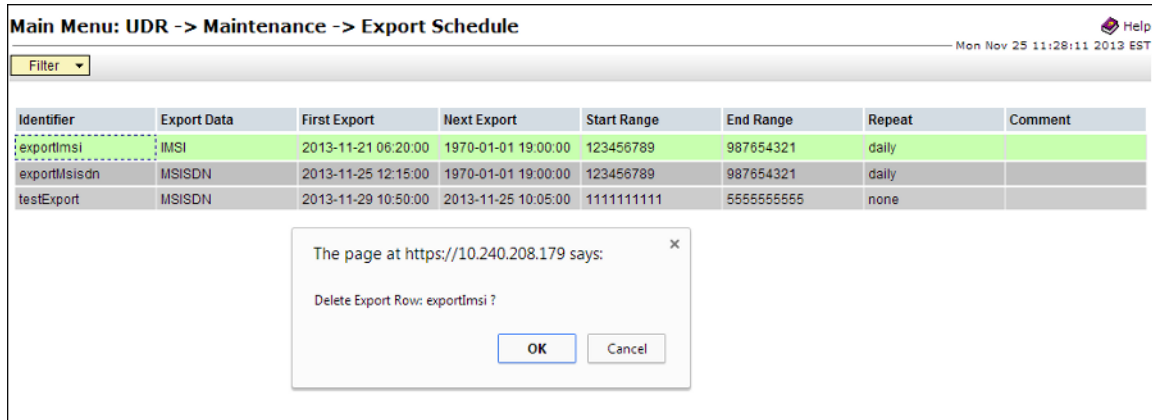 Main Menu: UDR -> Maintenance -> Export Schedule
Help
Mon Nov 25 11:28:11 2013 EST
Filter
Identifier Export Data First Export Next Export Start Range End Range Repeat Comment
exportImsi IMSI 2013-11-21 06:20:00 1970-01-01 19:00:00 123456789 987654321 daily
exportMsisdn MSISDN 2013-11-25 12:15:00 1970-01-01 19:00:00 123456789 987654321 daily
testExport MSISDN 2013-11-29 10:50:00 2013-11-25 10:05:00 1111111111 5555555555 none
The page at https://10.240.208.179 says:
Delete Export Row: exportImsi ?
OK Cancel